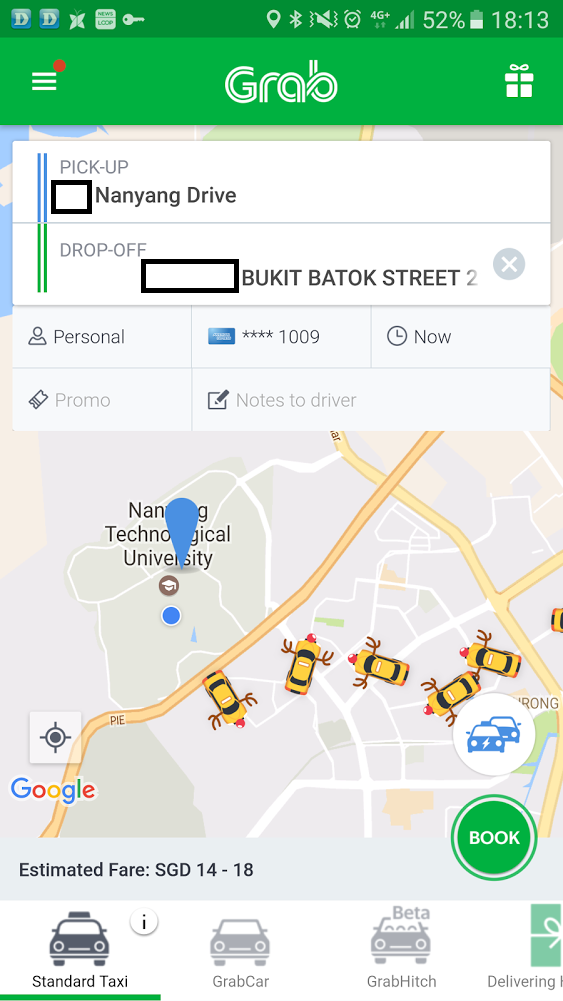 NEWS
LOOP
4G+
52%
18:13
Grab
PICK-UP
Nanyang Drive
DROP-OFF
BUKIT BATOK STREET 2
Personal
**** 1009
Now
Promo
Notes to driver
Nanyang
Technological
University
PIE
Google
BOOK
Estimated Fare: SGD 14 - 18
i
Beta
Standard Taxi
GrabCar
GrabHitch
Delivering